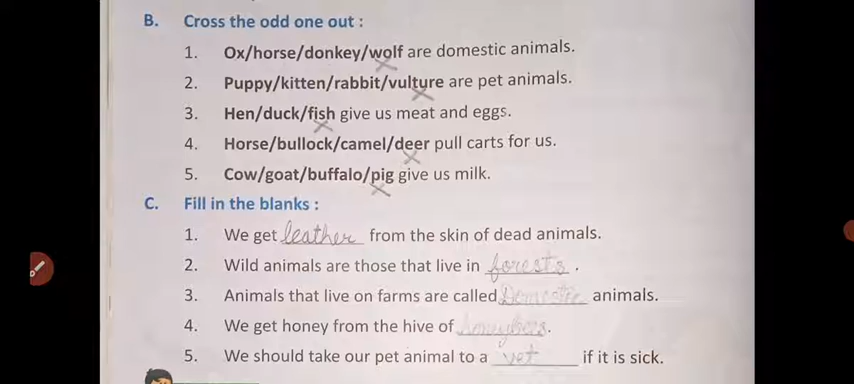 B. Cross the odd one out :
1. Ox/horse/donkey/wolf are domestic animals.
2. Puppy/kitten/rabbit/vulture are pet animals.
3. Hen/duck/fish give us meat and eggs.
4. Horse/bullock/camel/deer pull carts for us.
5. Cow/goat/buffalo/pig give us milk.
C. Fill in the blanks :
1. We get leather from the skin of dead animals.
2. Wild animals are those that live in forests.
3. Animals that live on farms are called Domestic animals.
4. We get honey from the hive of honeybees.
5. We should take our pet animal to a vet if it is sick.